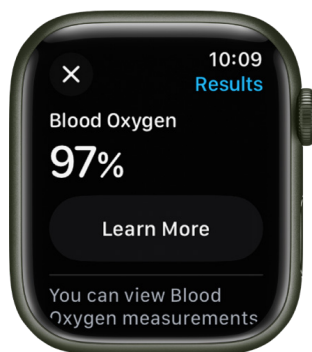 10:09
Results
Blood Oxygen
97%
Learn More
You can view Blood
Oxygen measurements